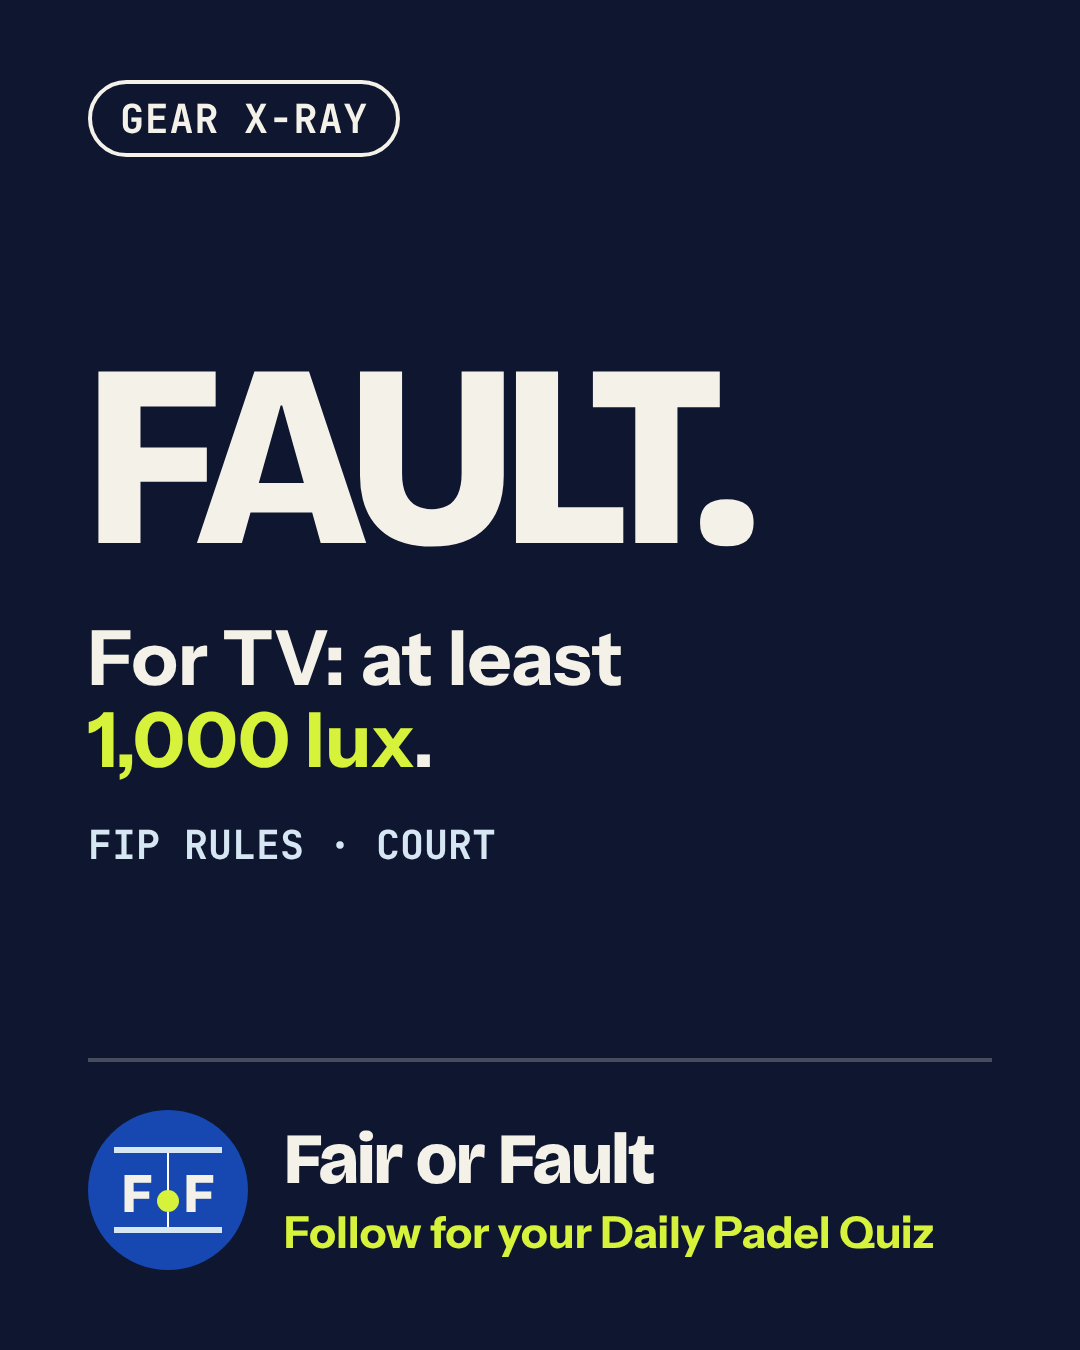 GEAR X-RAY
FAULT.
For TV: at least
1,000 lux.
FIP RULES · COURT
F F
Fair or Fault
Follow for your Daily Padel Quiz